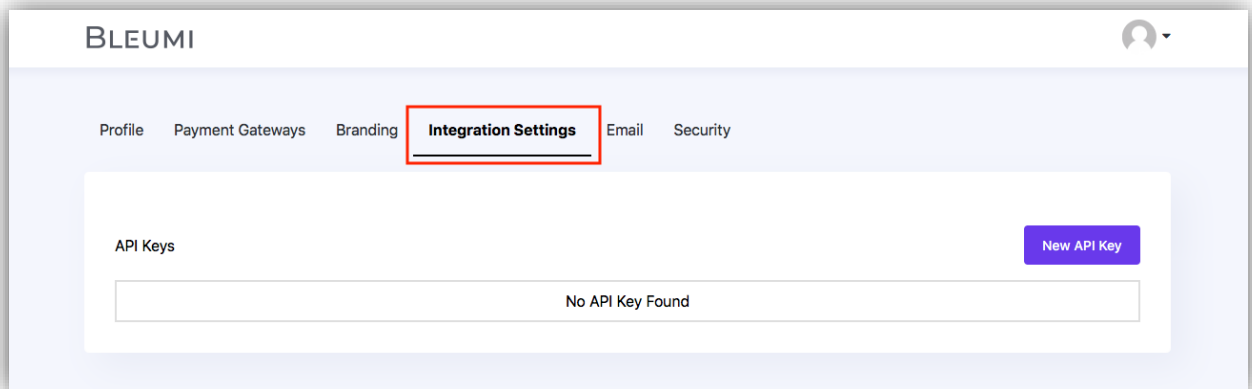 BLEUMI
Profile Payment Gateways Branding Integration Settings Email Security
API Keys New API Key
No API Key Found